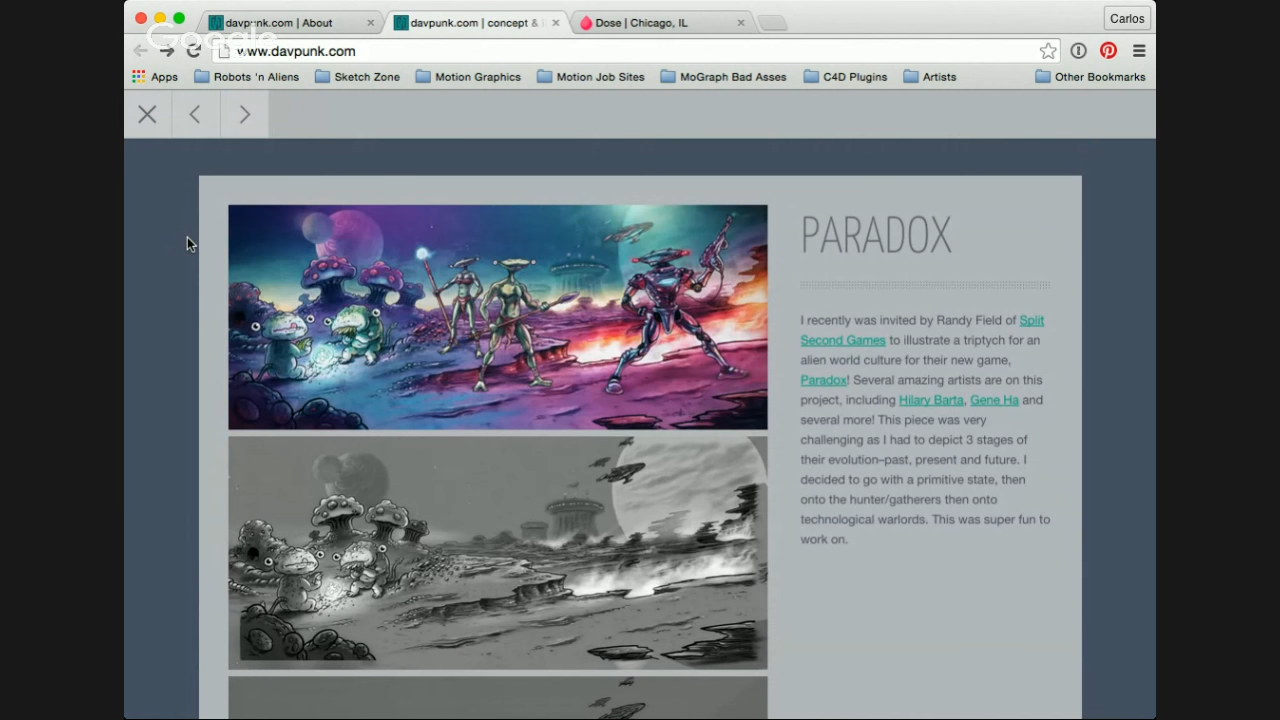 davpunk.com | About
davpunk.com | concept &
Dose | Chicago, IL
Carlos
Google
www.davpunk.com
Apps
Robots 'n Aliens
Sketch Zone
Motion Graphics
Motion Job Sites
MoGraph Bad Asses
C4D Plugins
Artists
Other Bookmarks
PARADOX
I recently was invited by Randy Field of Split
Second Games to illustrate a triptych for an
alien world culture for their new game,
Paradox! Several amazing artists are on this
project, including Hilary Barta, Gene Ha and
several more! This piece was very
challenging as I had to depict 3 stages of
their evolution–past, present and future. I
decided to go with a primitive state, then
onto the hunter/gatherers then onto
technological warlords. This was super fun to
work on.